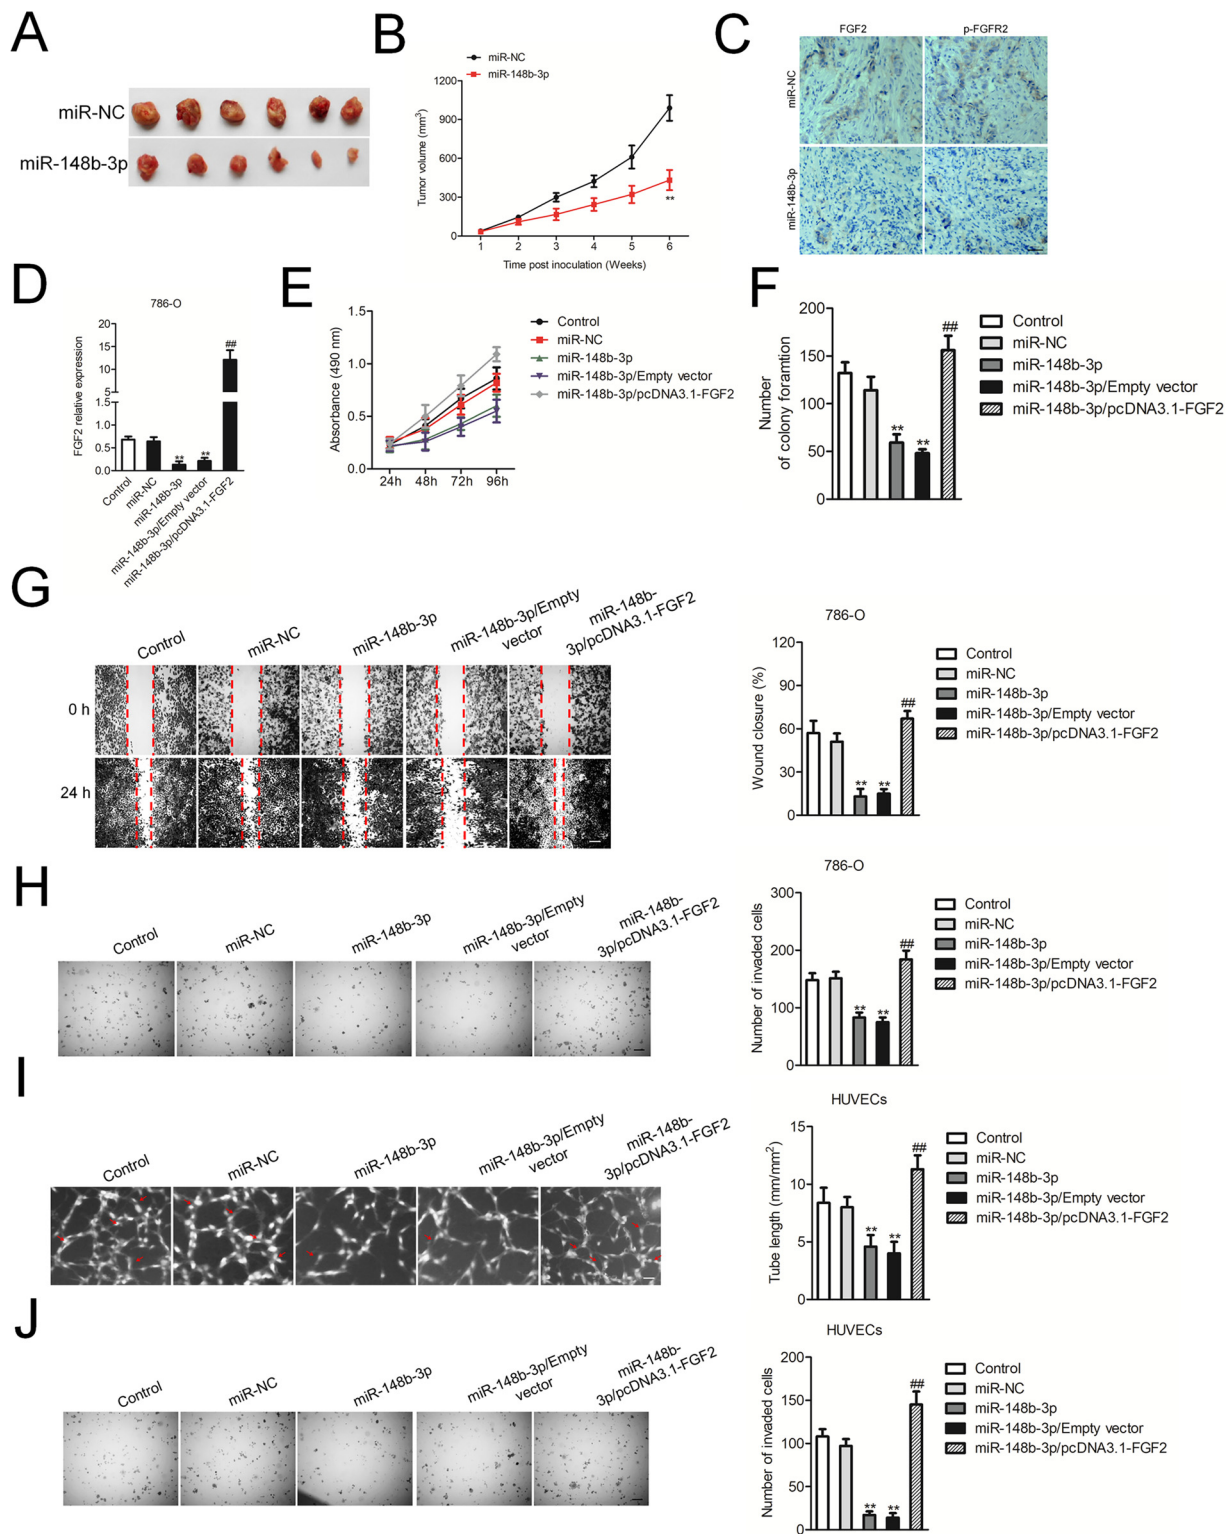 A
miR-NC
miR-148b-3p
B
miR-NC
miR-148b-3p
Tumor volume (mm³)
1200
900
600
300
0
1 2 3 4 5 6
**
Time post inoculation (Weeks)
C
FGF2 p-FGFR2
miR-NC
miR-148b-3p
D
786-O
FGF2 relative expression
20
15
10
5
1.5
1.0
0.5
0.0
** ** ##
Control
miR-NC
miR-148b-3p
miR-148b-3p/Empty vector
miR-148b-3p/pcDNA3.1-FGF2
E
Absorbance (490 nm)
1.5
1.0
0.5
0.0
24h 48h 72h 96h
Control
miR-NC
miR-148b-3p
miR-148b-3p/Empty vector
miR-148b-3p/pcDNA3.1-FGF2
F
Number
of colony foramtion
200
150
100
50
0
** ** ##
Control
miR-NC
miR-148b-3p
miR-148b-3p/Empty vector
miR-148b-3p/pcDNA3.1-FGF2
G
Control
miR-NC
miR-148b-3p
miR-148b-3p/Empty
vector
miR-148b-
3p/pcDNA3.1-FGF2
0 h
24 h
786-O
Wound closure (%)
120
90
60
30
0
** ** ##
Control
miR-NC
miR-148b-3p
miR-148b-3p/Empty vector
miR-148b-3p/pcDNA3.1-FGF2
H
Control
miR-NC
miR-148b-3p
miR-148b-3p/Empty
vector
miR-148b-
3p/pcDNA3.1-FGF2
786-O
Number of invaded cells
300
200
100
0
** ** ##
Control
miR-NC
miR-148b-3p
miR-148b-3p/Empty vector
miR-148b-3p/pcDNA3.1-FGF2
I
Control
miR-NC
miR-148b-3p
miR-148b-3p/Empty
vector
miR-148b-
3p/pcDNA3.1-FGF2
HUVECs
Tube length (mm/mm²)
15
10
5
0
** ** ##
Control
miR-NC
miR-148b-3p
miR-148b-3p/Empty vector
miR-148b-3p/pcDNA3.1-FGF2
J
Control
miR-NC
miR-148b-3p
miR-148b-3p/Empty
vector
miR-148b-
3p/pcDNA3.1-FGF2
HUVECs
Number of invaded cells
200
150
100
50
0
** ** ##
Control
miR-NC
miR-148b-3p
miR-148b-3p/Empty vector
miR-148b-3p/pcDNA3.1-FGF2